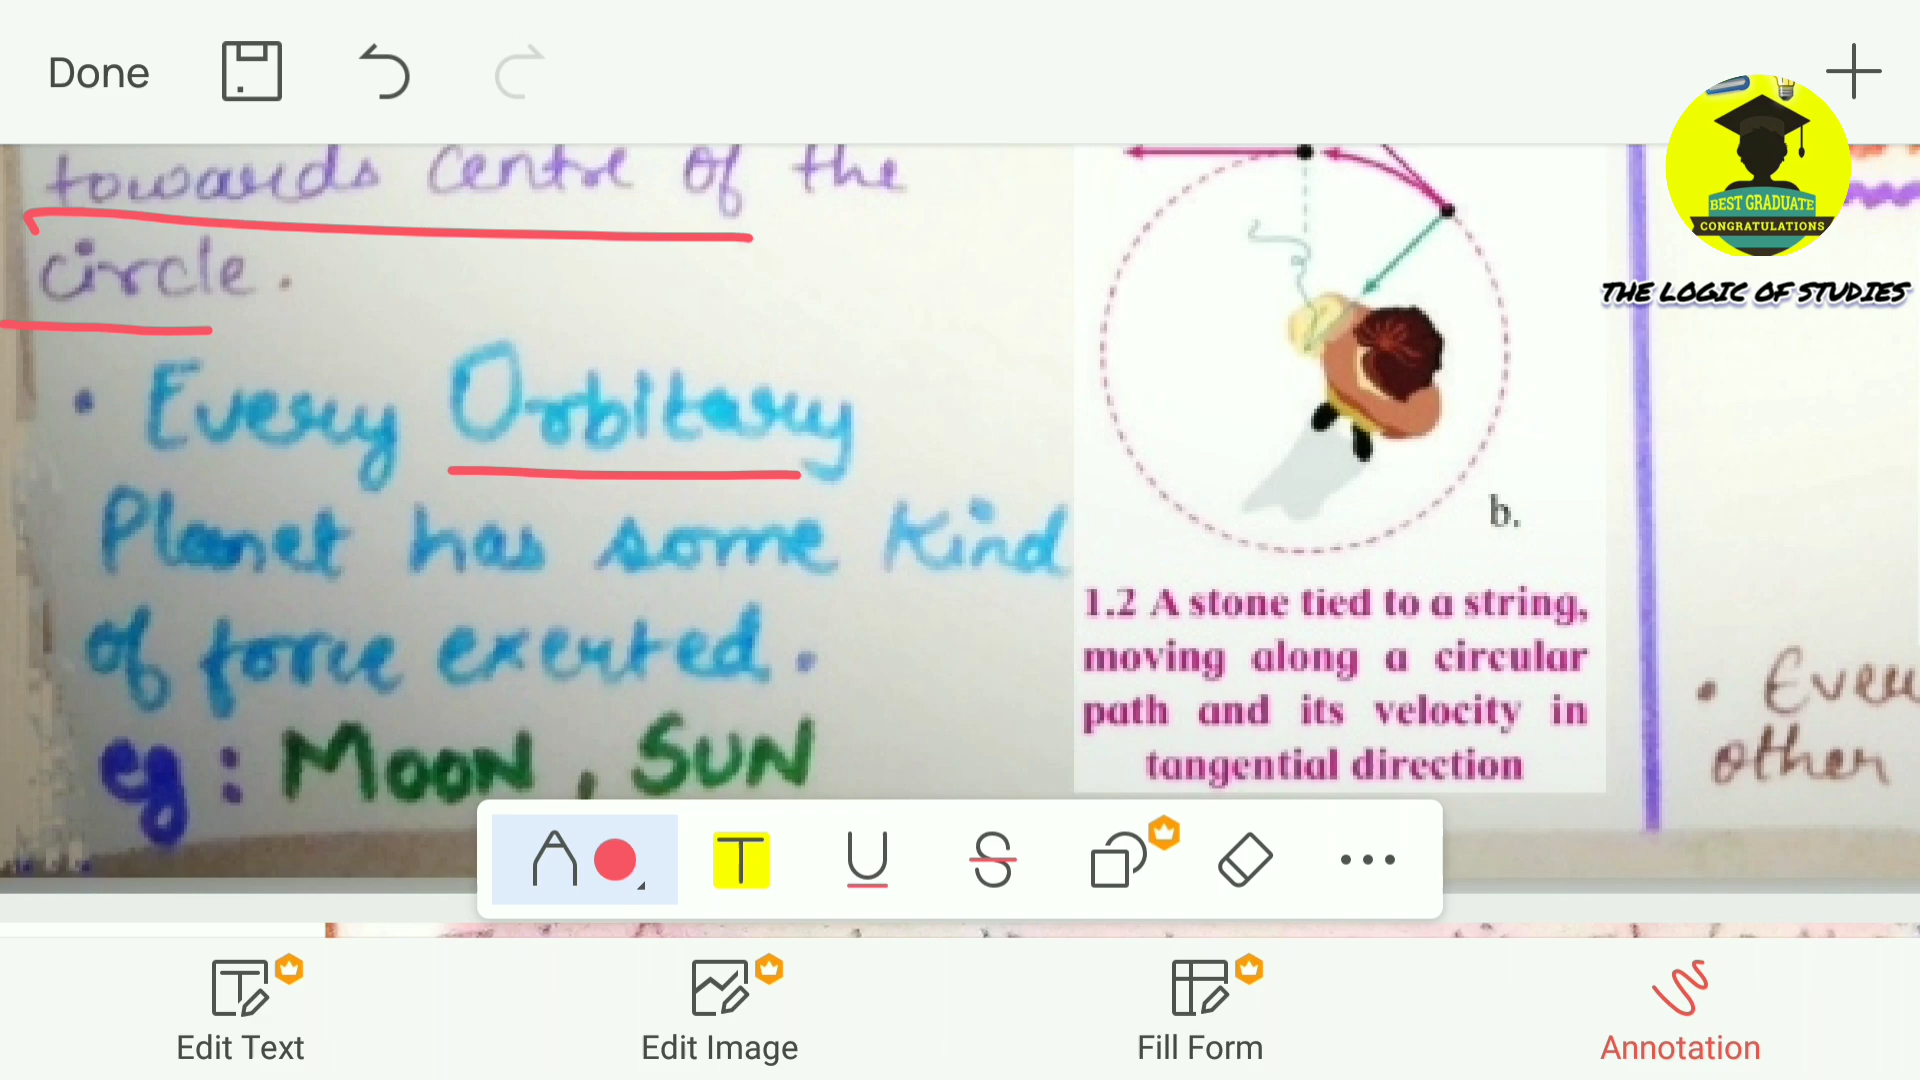 Done
towards centre of the
circle.
• Every Orbitary
Planet has some kind
of force exerted.
eg: MOON, SUN
b.
1.2 A stone tied to a string,
moving along a circular
path and its velocity in
tangential direction
BEST GRADUATE
CONGRATULATIONS
THE LOGIC OF STUDIES
other
T
U
S
Edit Text
Edit Image
Fill Form
Annotation